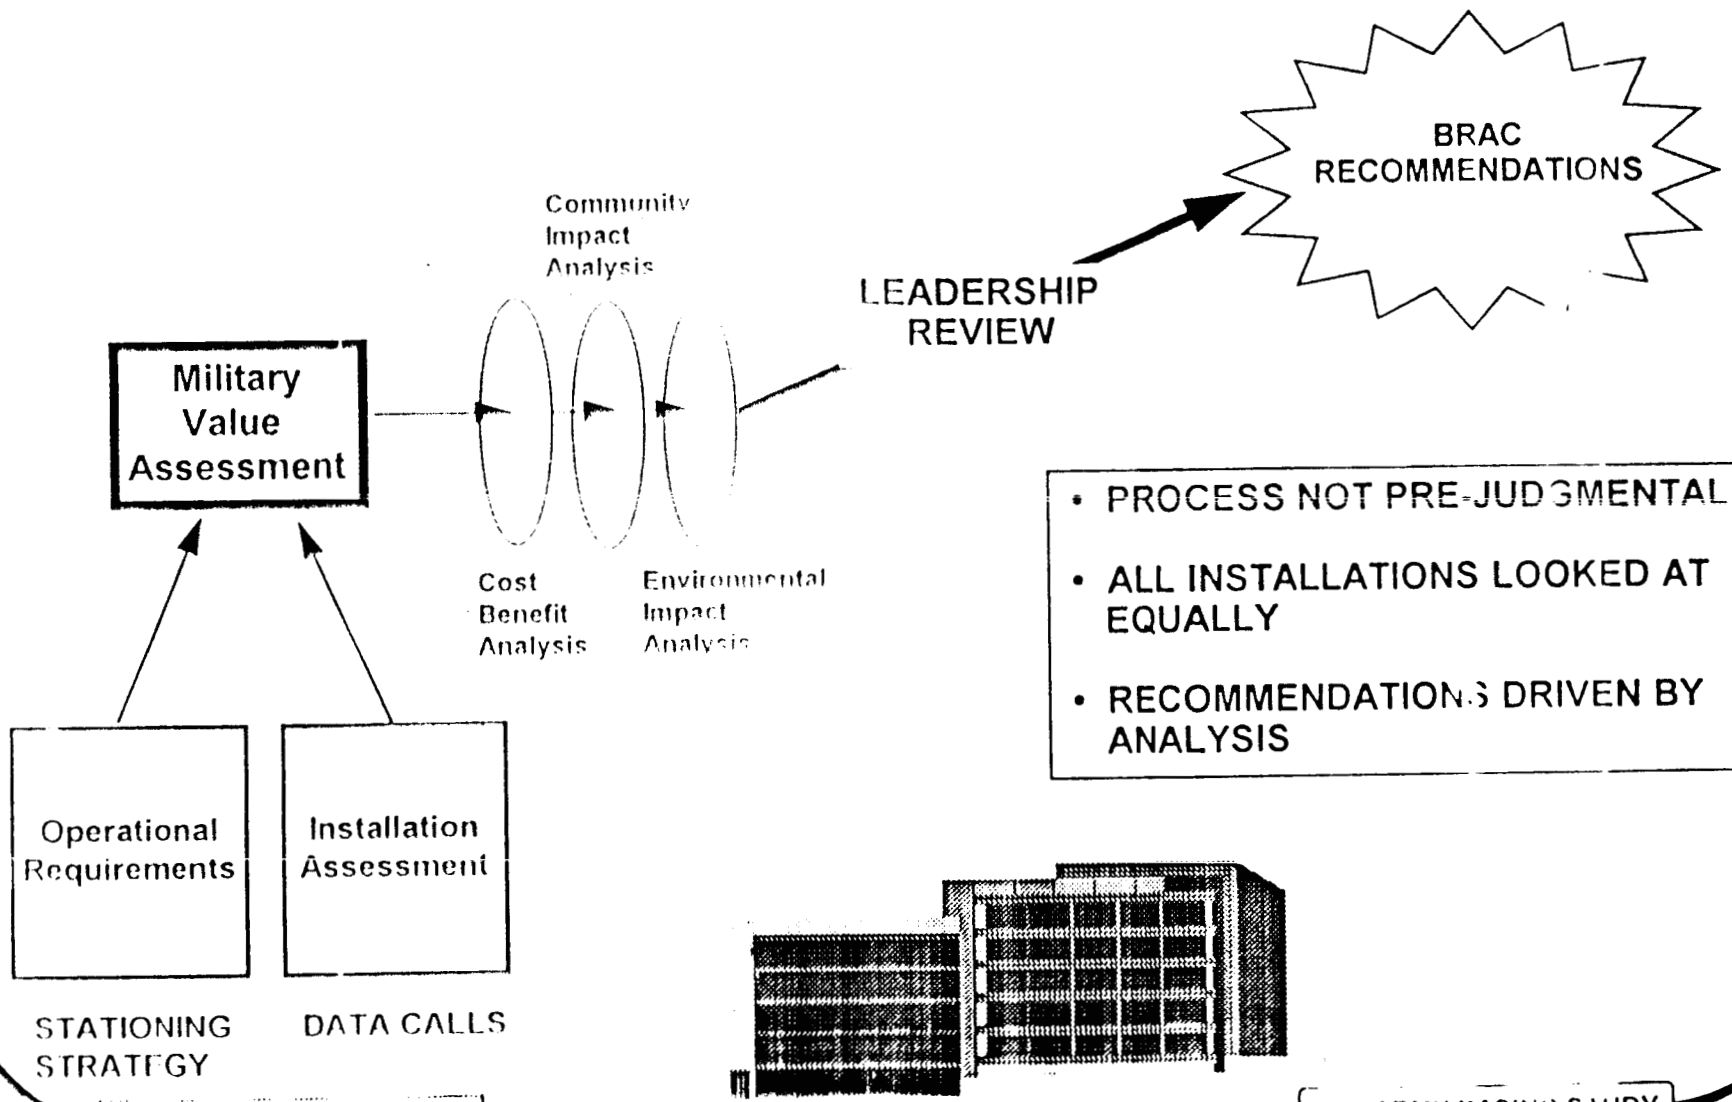 BRAC
RECOMMENDATIONS
Community
Impact
Analysis
LEADERSHIP
REVIEW
Military
Value
Assessment
Cost
Benefit
Analysis
Environmental
Impact
Analysis
• PROCESS NOT PRE-JUDGMENTAL
• ALL INSTALLATIONS LOOKED AT
EQUALLY
• RECOMMENDATIONS DRIVEN BY
ANALYSIS
Operational
Requirements
Installation
Assessment
STATIONING
STRATEGY
DATA CALLS
STUDY